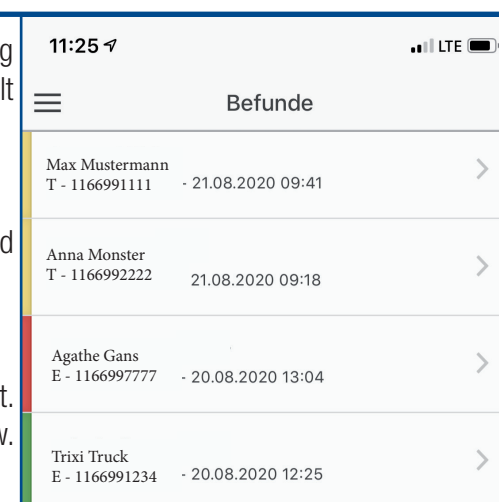 g
lt
d
t.
v.
11:25 LTE
Befunde
Max Mustermann
T - 1166991111 - 21.08.2020 09:41
Anna Monster
T - 1166992222 21.08.2020 09:18
Agathe Gans
E - 1166997777 - 20.08.2020 13:04
Trixi Truck
E - 1166991234 - 20.08.2020 12:25